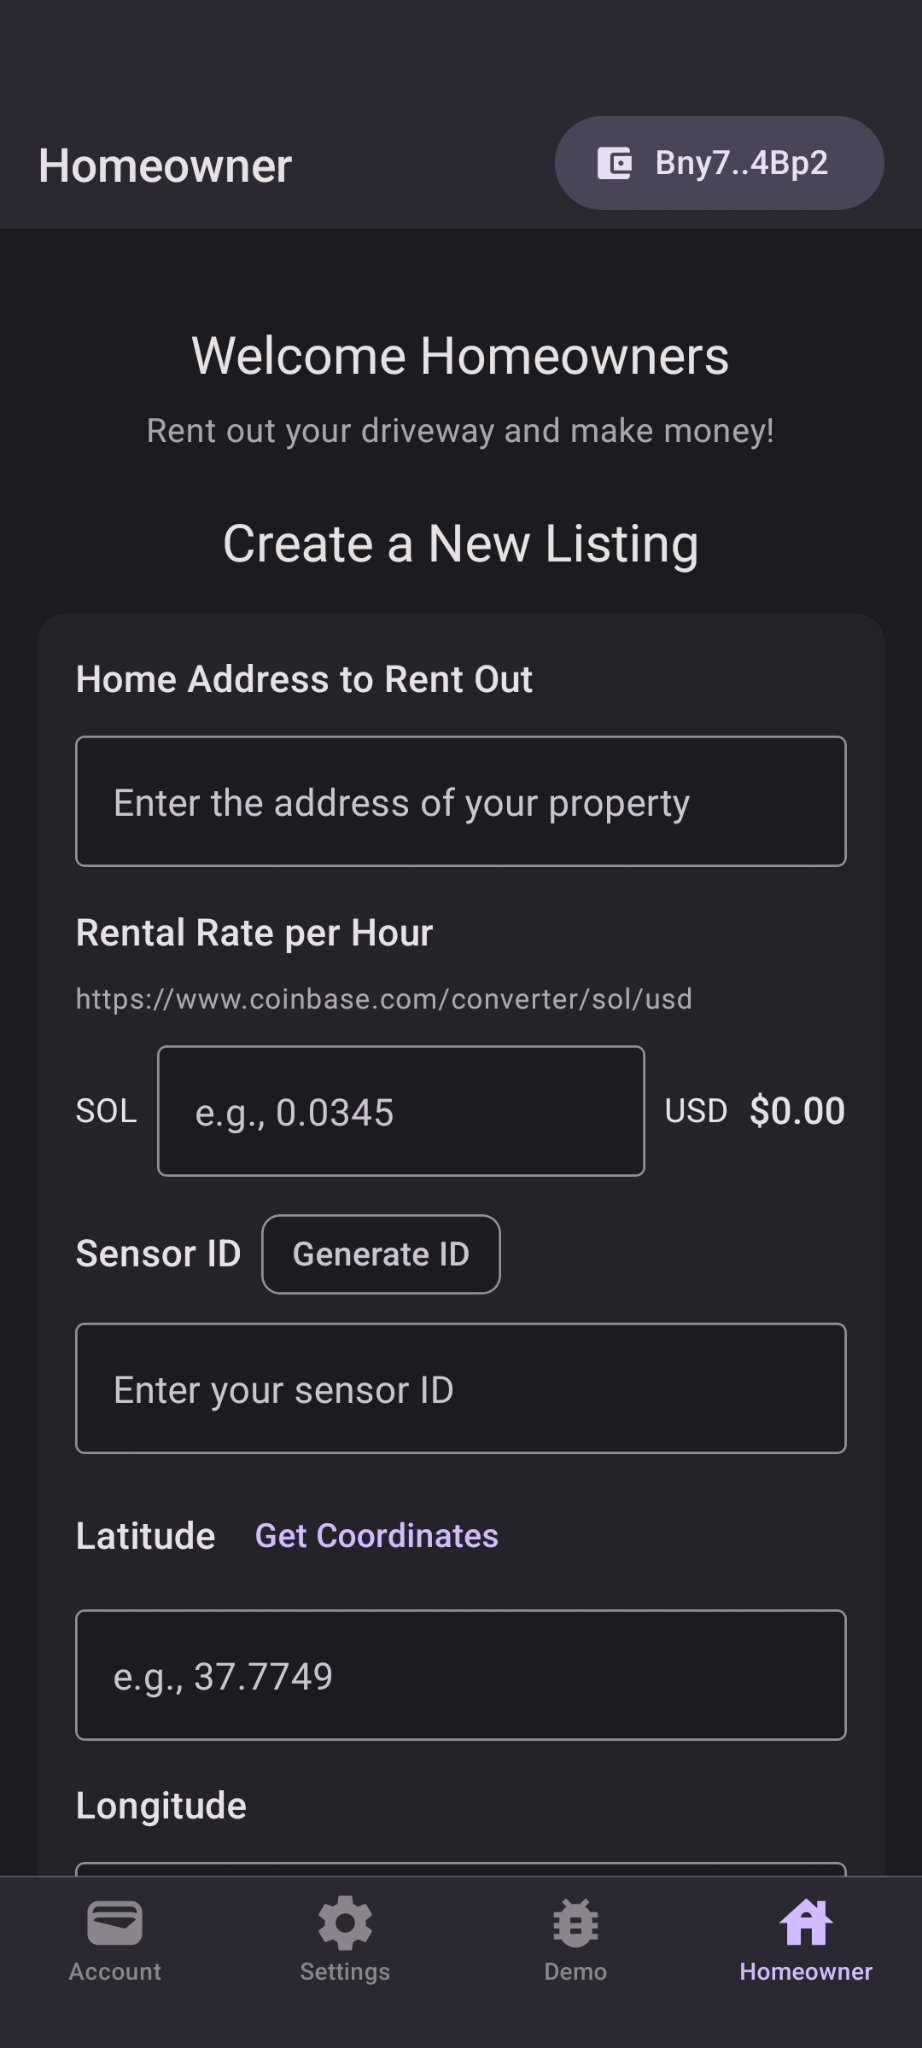 Homeowner
Bny7..4Bp2
Welcome Homeowners
Rent out your driveway and make money!
Create a New Listing
Home Address to Rent Out
Enter the address of your property
Rental Rate per Hour
https://www.coinbase.com/converter/sol/usd
SOL e.g., 0.0345 USD $0.00
Sensor ID Generate ID
Enter your sensor ID
Latitude Get Coordinates
e.g., 37.7749
Longitude
Account Settings Demo Homeowner